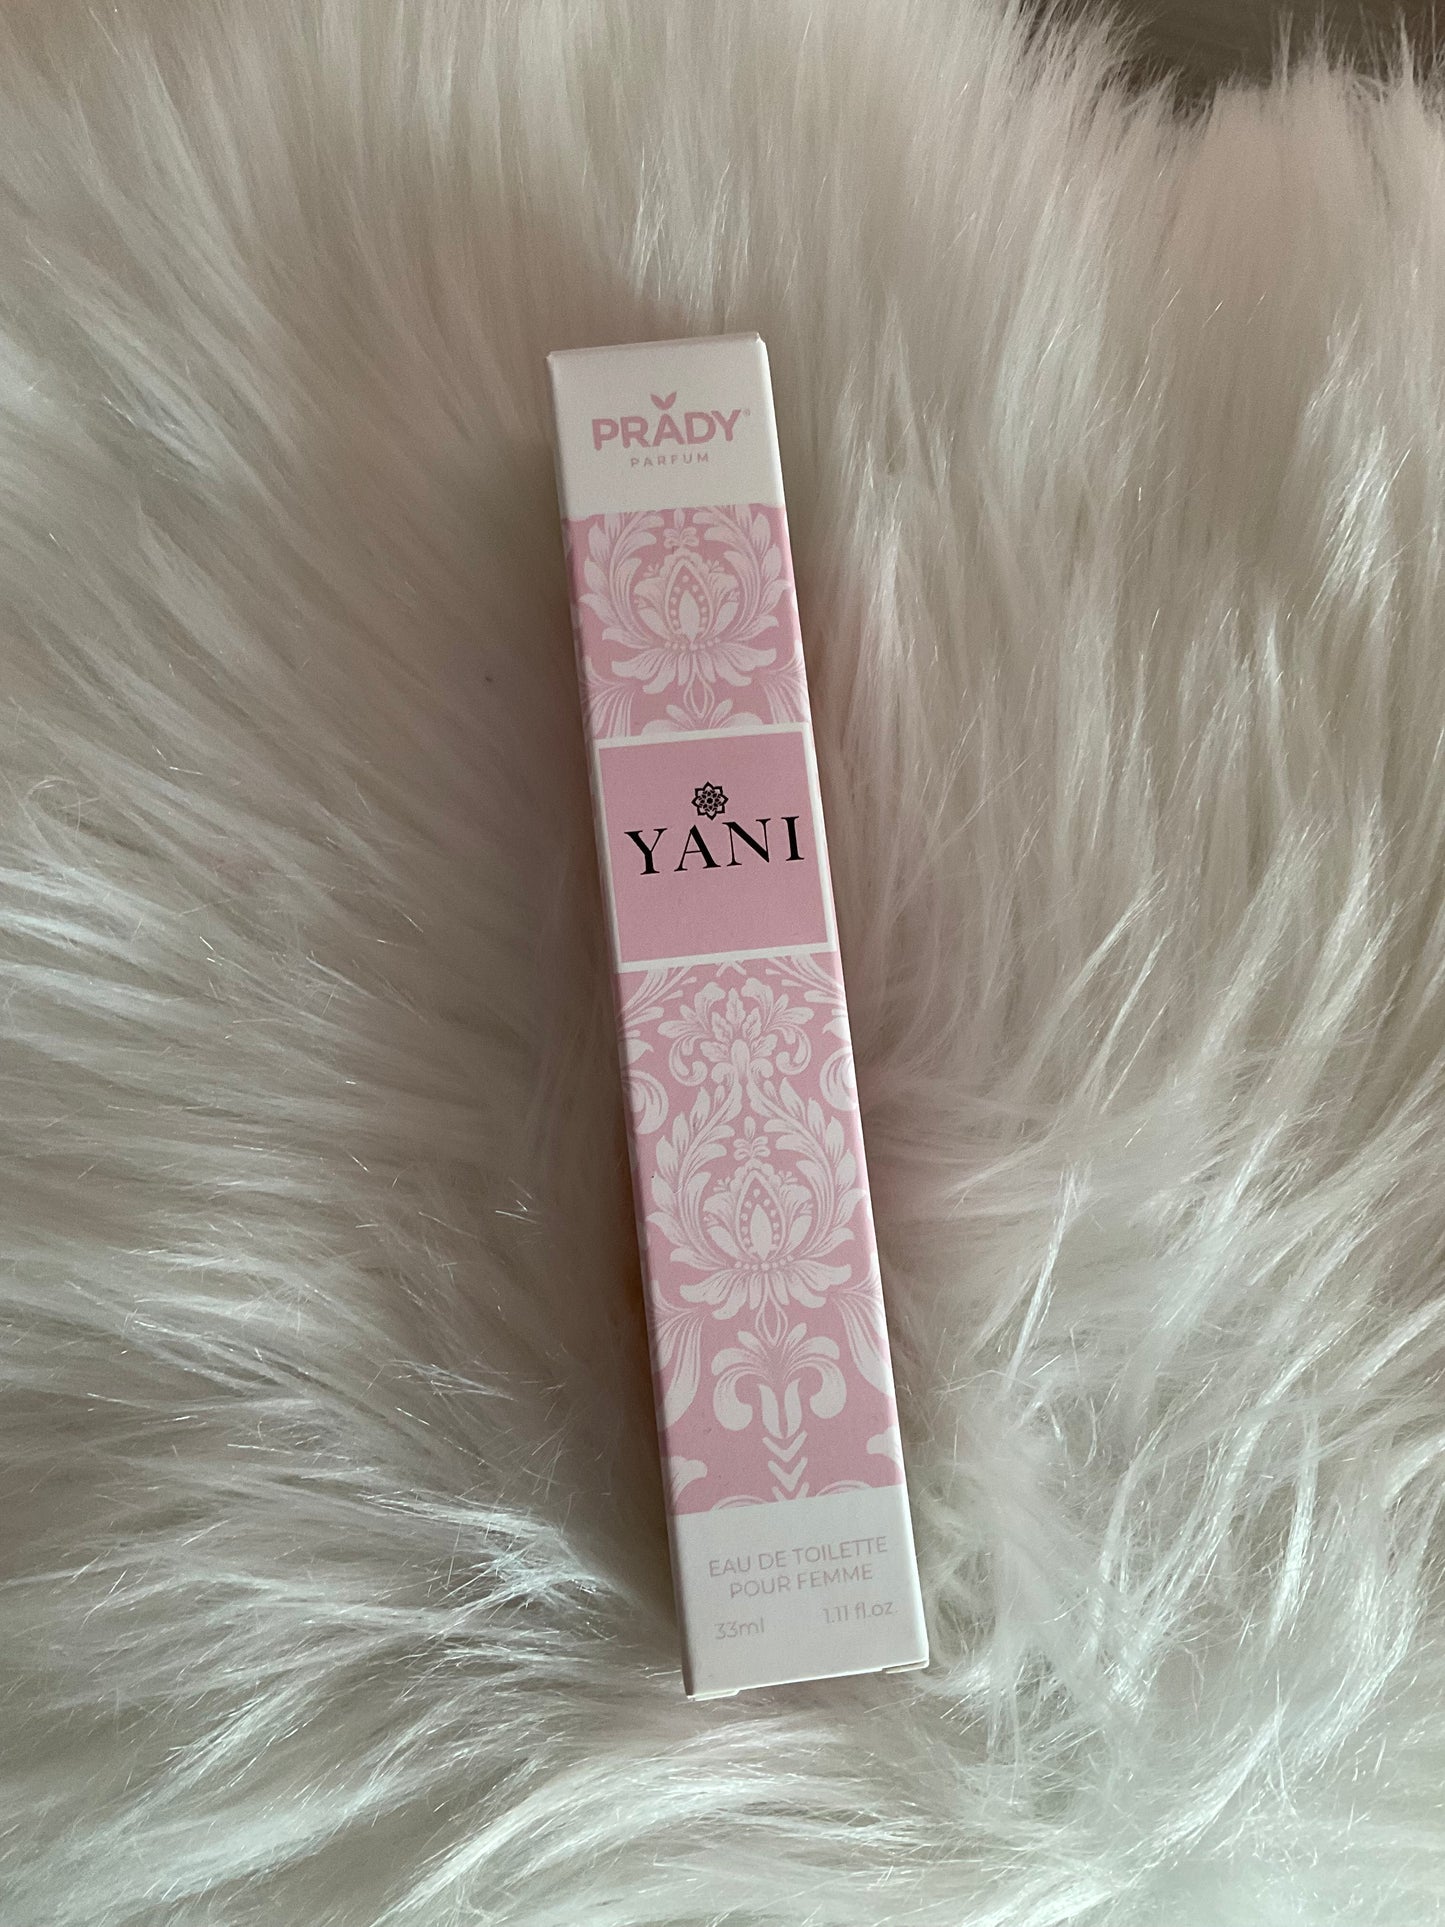 PRADY®
PARFUM
YANI
EAU DE TOILETTE
POUR FEMME
33ml 1.11 fl.oz.